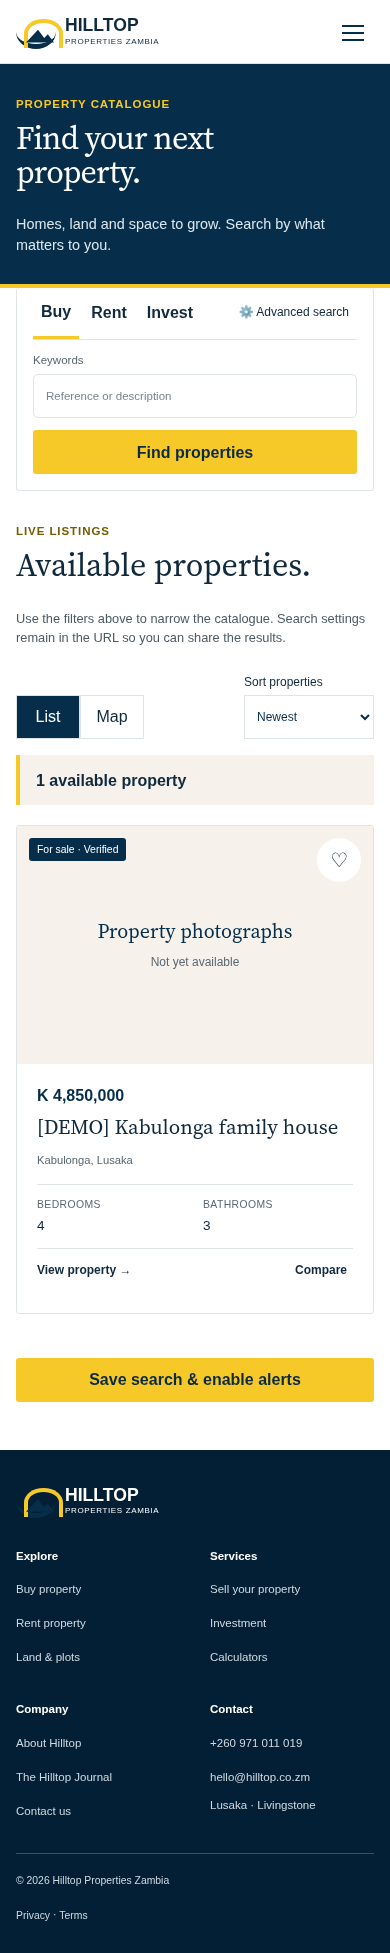 HILLTOP
PROPERTIES ZAMBIA
PROPERTY CATALOGUE
Find your next
property.
Homes, land and space to grow. Search by what
matters to you.
Buy Rent Invest ⚙️ Advanced search
Keywords
Reference or description
Find properties
LIVE LISTINGS
Available properties.
Use the filters above to narrow the catalogue. Search settings
remain in the URL so you can share the results.
Sort properties
List Map Newest
1 available property
For sale · Verified
Property photographs
Not yet available
K 4,850,000
[DEMO] Kabulonga family house
Kabulonga, Lusaka
BEDROOMS BATHROOMS
4 3
View property → Compare
Save search & enable alerts
HILLTOP
PROPERTIES ZAMBIA
Explore Services
Buy property Sell your property
Rent property Investment
Land & plots Calculators
Company Contact
About Hilltop +260 971 011 019
The Hilltop Journal hello@hilltop.co.zm
Lusaka · Livingstone
Contact us
© 2026 Hilltop Properties Zambia
Privacy · Terms